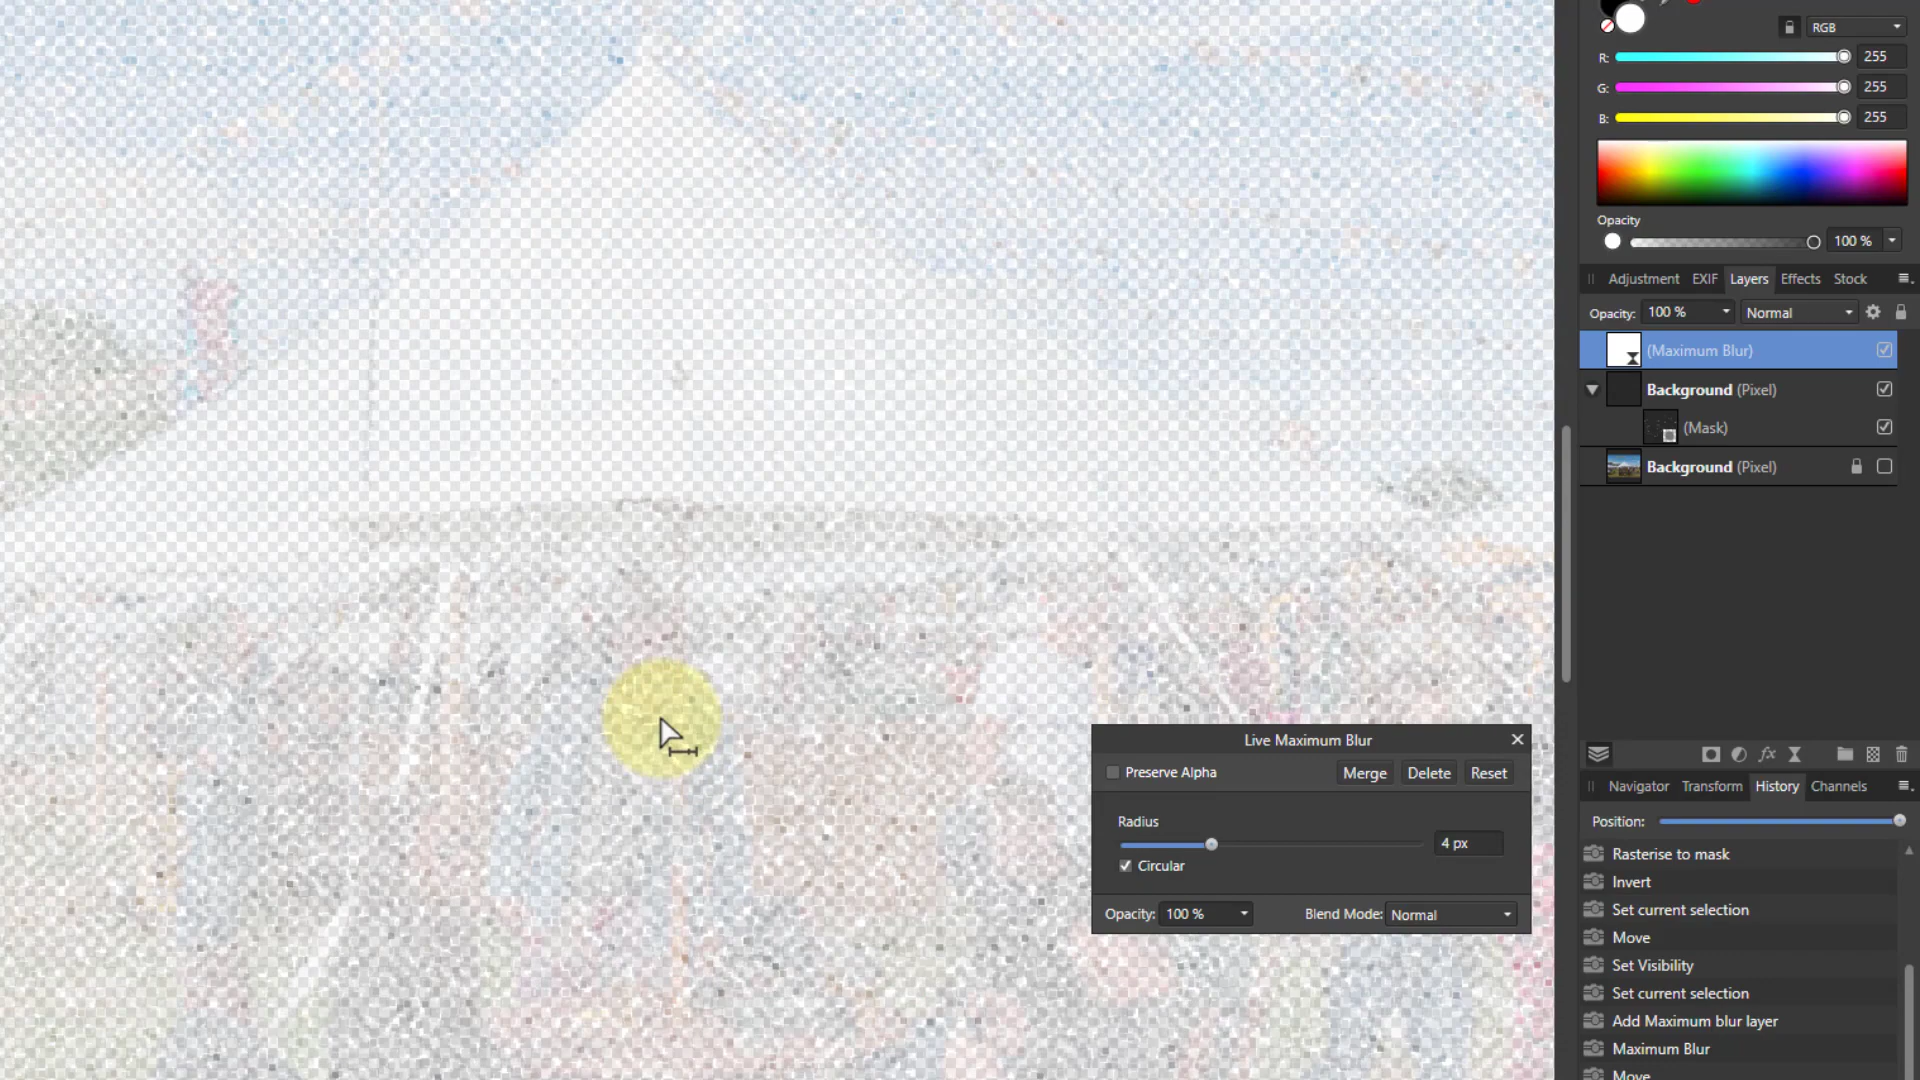 RGB
R: 255
G: 255
B: 255
Opacity
100 %
Adjustment EXIF Layers Effects Stock
Opacity: 100 % Normal
(Maximum Blur)
Background (Pixel)
(Mask)
Background (Pixel)
Live Maximum Blur
Preserve Alpha Merge Delete Reset
Radius
4 px
Circular
Opacity: 100 % Blend Mode: Normal
fx
Navigator Transform History Channels
Position:
Rasterise to mask
Invert
Set current selection
Move
Set Visibility
Set current selection
Add Maximum blur layer
Maximum Blur
Move